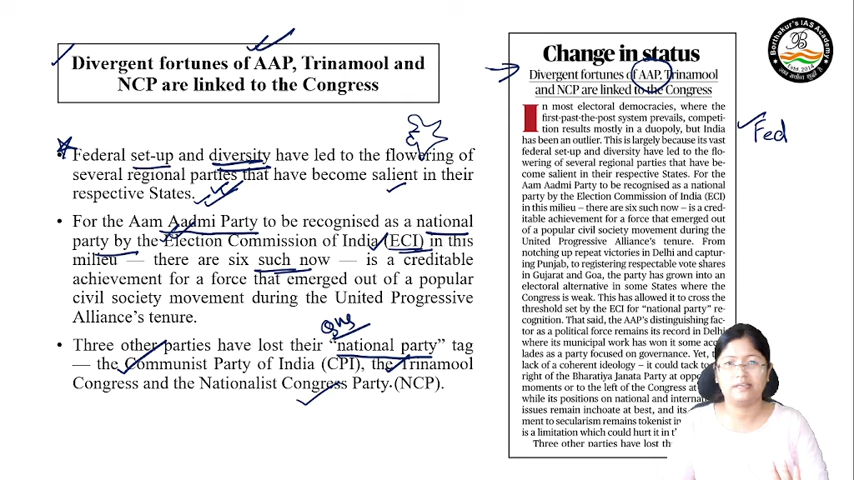 Divergent fortunes of AAP, Trinamool and
NCP are linked to the Congress
Federal set-up and diversity have led to the flowering of
several regional parties that have become salient in their
respective States.
• For the Aam Aadmi Party to be recognised as a national
party by the Election Commission of India (ECI) in this
milieu — there are six such now — is a creditable
achievement for a force that emerged out of a popular
civil society movement during the United Progressive
Alliance's tenure.
Qns
• Three other parties have lost their "national party" tag
— the Communist Party of India (CPI), the Trinamool
Congress and the Nationalist Congress Party.(NCP).
Change in status
Divergent fortunes of AAP, Trinamool
and NCP are linked to the Congress
In most electoral democracies, where the
first-past-the-post system prevails, competi-
tion results mostly in a duopoly, but India
has been an outlier. This is largely because its vast
federal set-up and diversity have led to the flo-
wering of several regional parties that have be-
come salient in their respective States. For the
Aam Aadmi Party to be recognised as a national
party by the Election Commission of India (ECI)
in this milieu – there are six such now – is a cred-
itable achievement for a force that emerged out
of a popular civil society movement during the
United Progressive Alliance's tenure. From
notching up repeat victories in Delhi and captur-
ing Punjab, to registering respectable vote shares
in Gujarat and Goa, the party has grown into an
electoral alternative in some States where the
Congress is weak. This has allowed it to cross the
threshold set by the ECI for "national party" re-
cognition. That said, the AAP's distinguishing fac-
tor as a political force remains its record in Delhi
where its municipal work has won it some acc
lades as a party focused on governance. Yet,
lack of a coherent ideology – it could tack to
right of the Bharatiya Janata Party at oppor
moments or to the left of the Congress at
while its positions on national and internat
issues remain inchoate at best, and its
ment to secularism remains tokenist in
is a limitation which could hurt it in t
Three other parties have lost th
Fed
Borthakur's IAS Academy
B
Estd. 2014